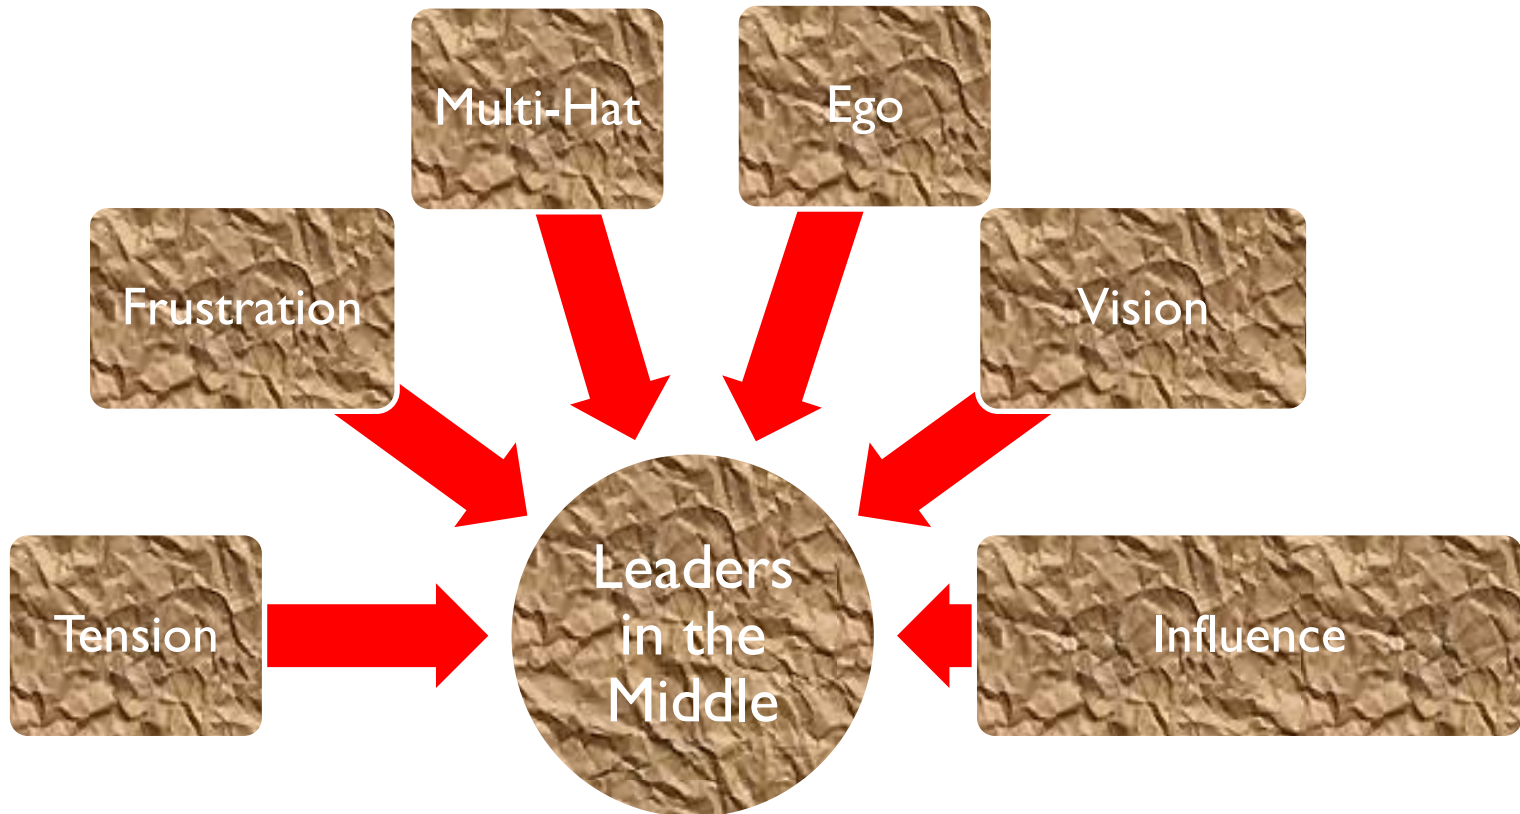 Multi-Hat
Ego
Frustration
Vision
Tension
Leaders
in the
Middle
Influence